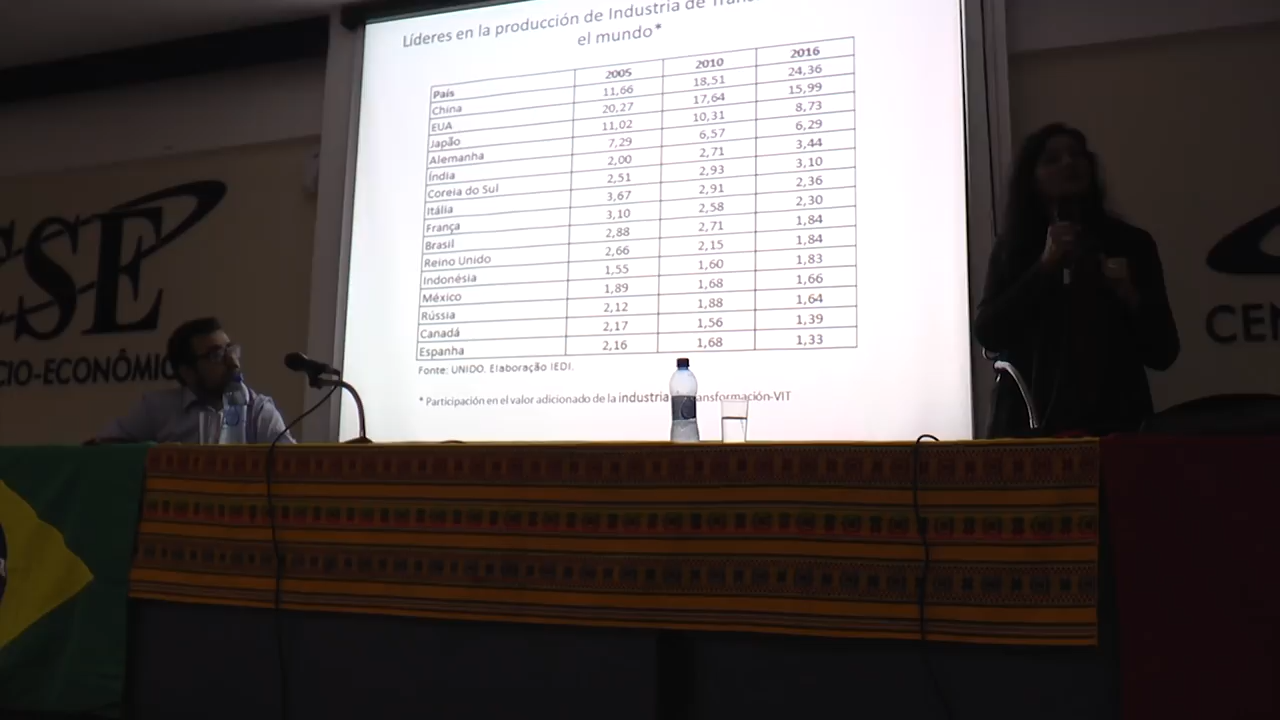 Líderes en la producción de Industria de
el mundo*
País 2005 2010 2016
China 11,66 18,51 24,36
EUA 20,27 17,64 15,99
Japão 11,02 10,31 8,73
Alemanha 7,29 6,57 6,29
Índia 2,00 2,71 3,44
Coreia do Sul 2,51 2,93 3,10
Itália 3,67 2,91 2,36
França 3,10 2,58 2,30
Brasil 2,88 2,71 1,84
Reino Unido 2,66 2,15 1,84
Indonésia 1,55 1,60 1,83
México 1,89 1,68 1,66
Rússia 2,12 1,88 1,64
Canadá 2,17 1,56 1,39
Espanha 2,16 1,68 1,33
Fonte: UNIDO. Elaboração IEDI.
* Participación en el valor adicionado de la industria ansformación-VIT
CSE
CIO-ECONÔMIC
CE